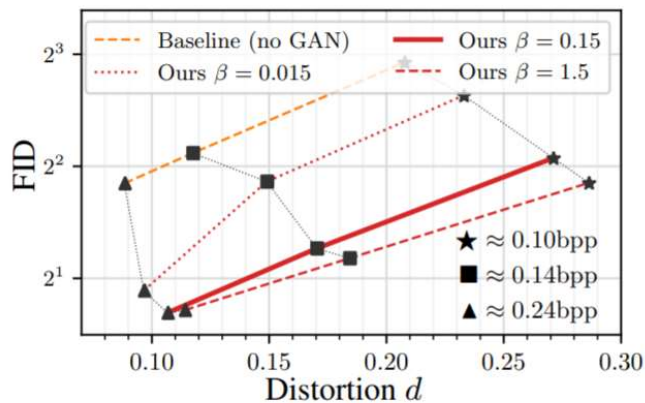 Baseline (no GAN)
Ours β = 0.015
Ours β = 0.15
Ours β = 1.5
FID
2³
2²
2¹
★ ≈ 0.10bpp
■ ≈ 0.14bpp
▲ ≈ 0.24bpp
0.10 0.15 0.20 0.25 0.30
Distortion d